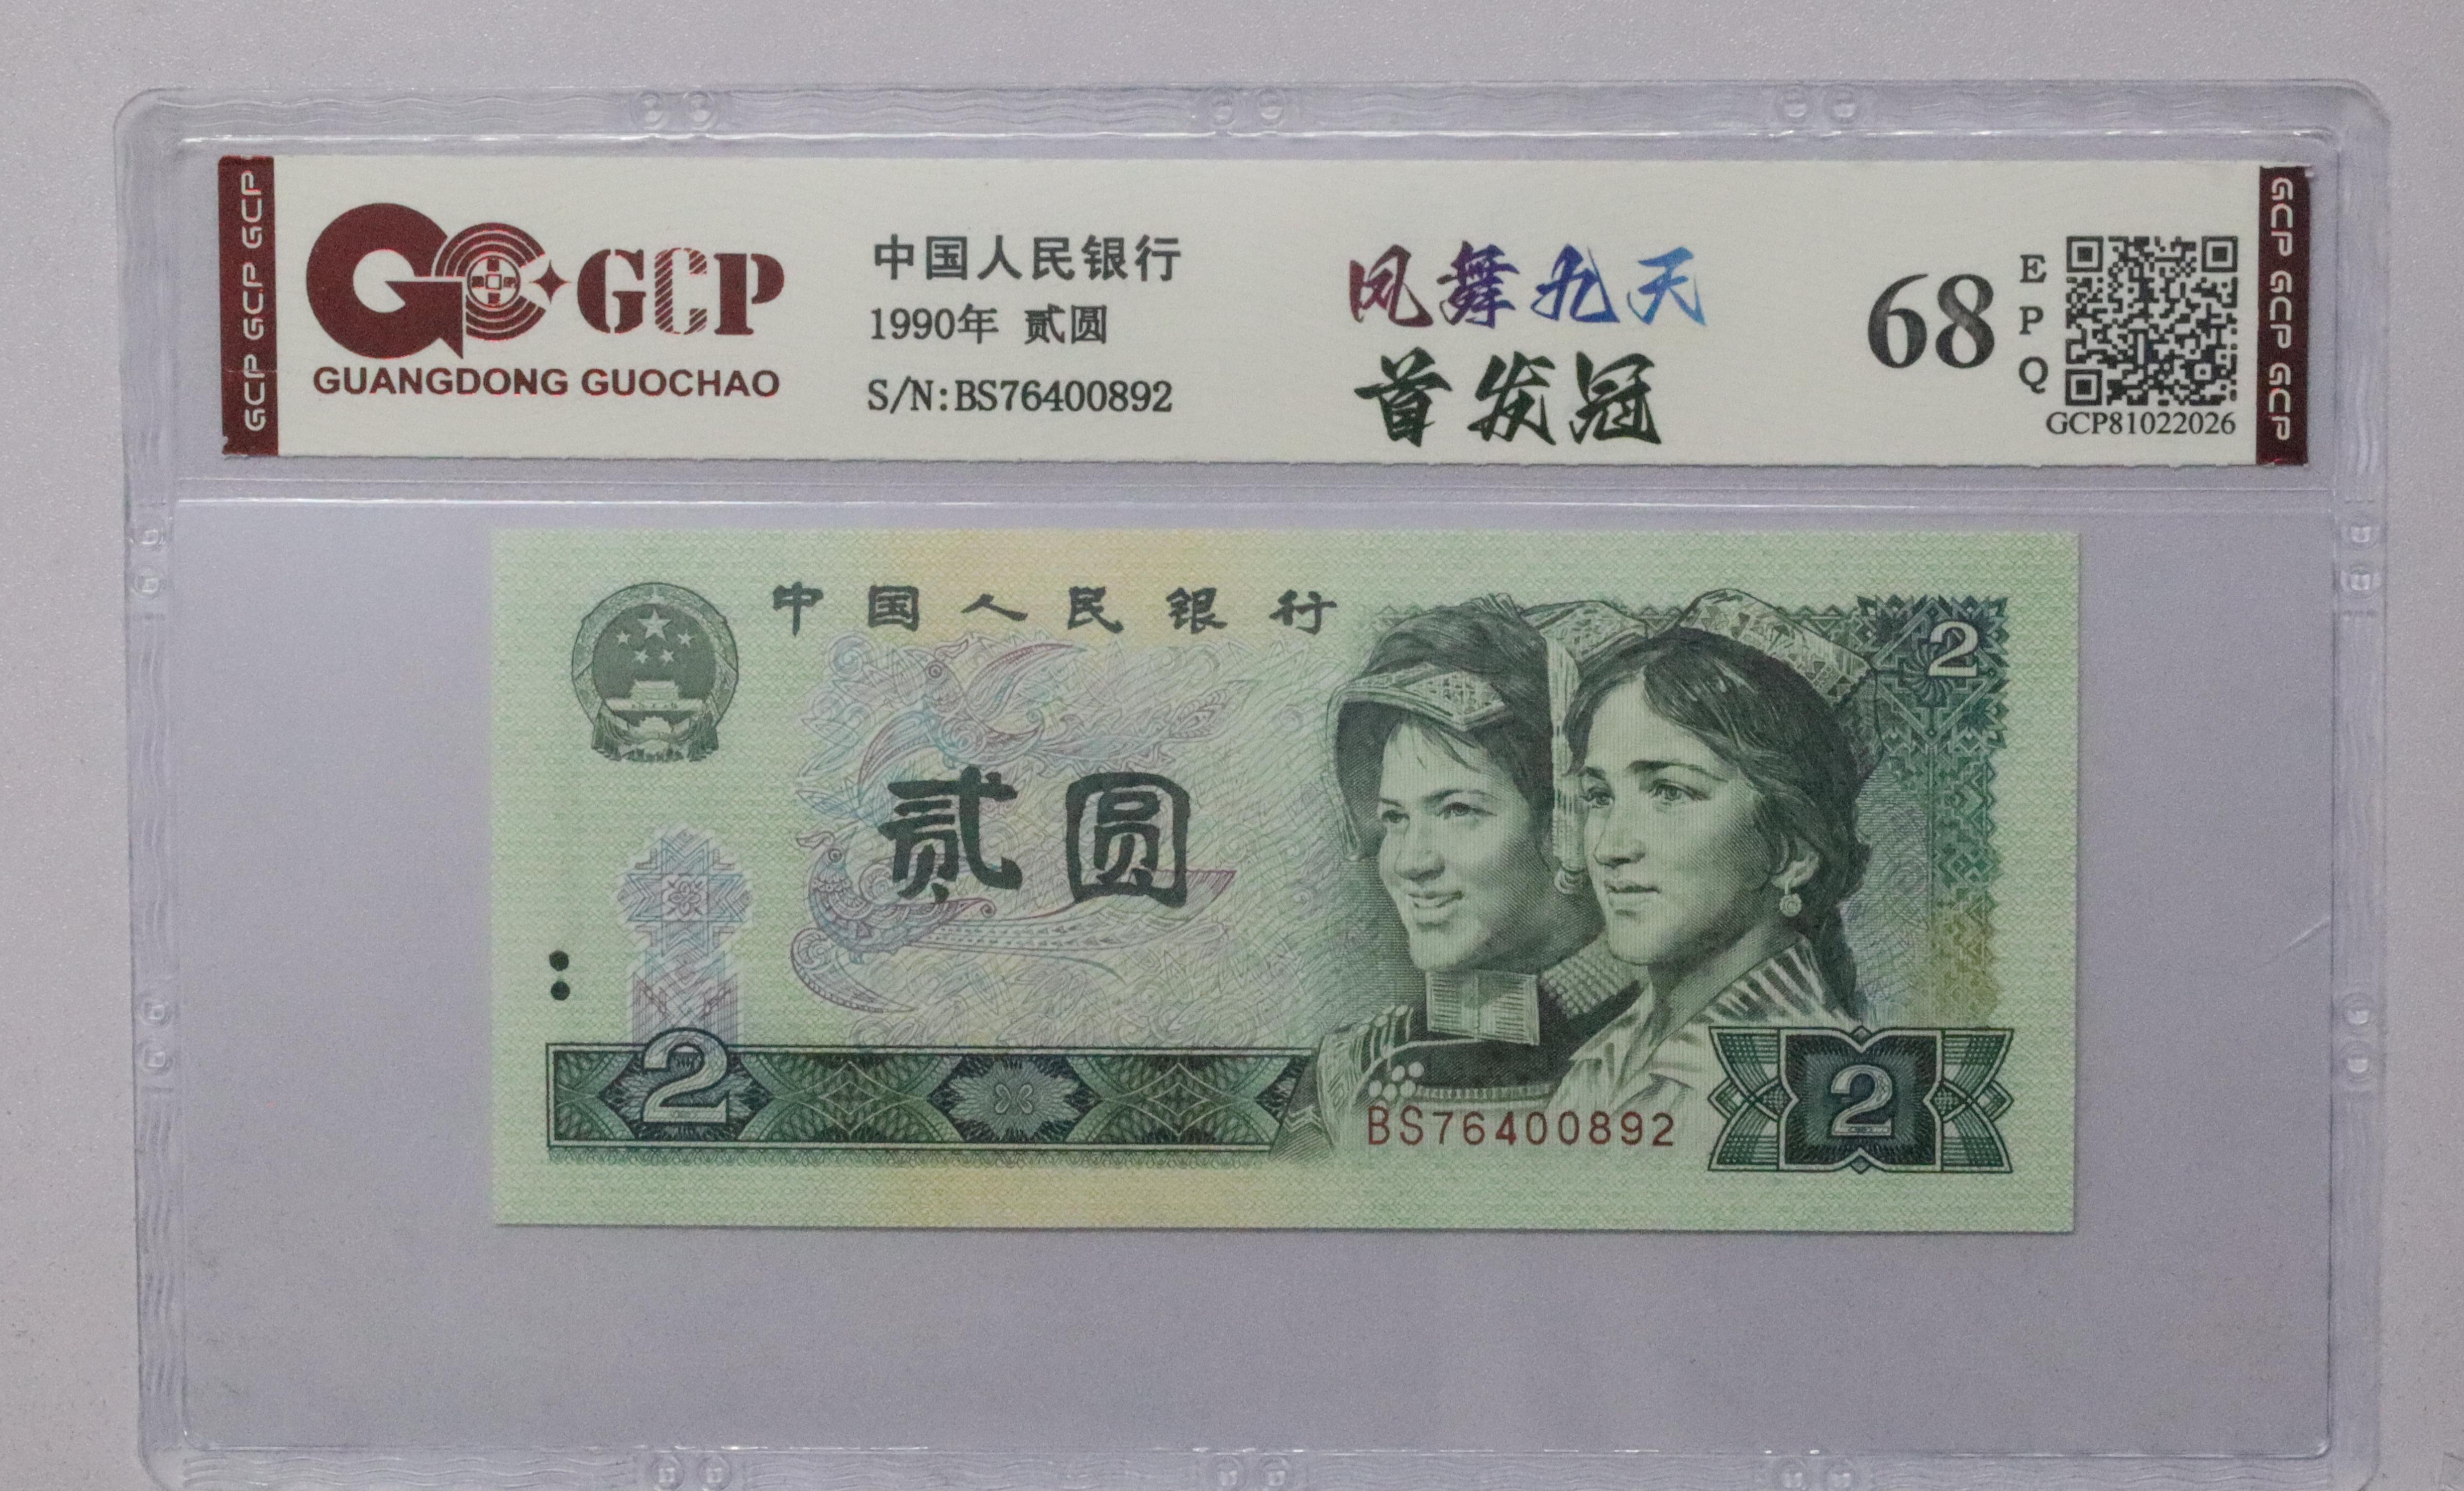 GCP GCP GCP
GCP
GUANGDONG GUOCHAO
中国人民银行
1990年 贰圆
S/N:BS76400892
凤舞九天
首发冠
68
EPQ
GCP81022026
GCP GCP GCP
中国人民银行
2
贰圆
2
BS76400892
2